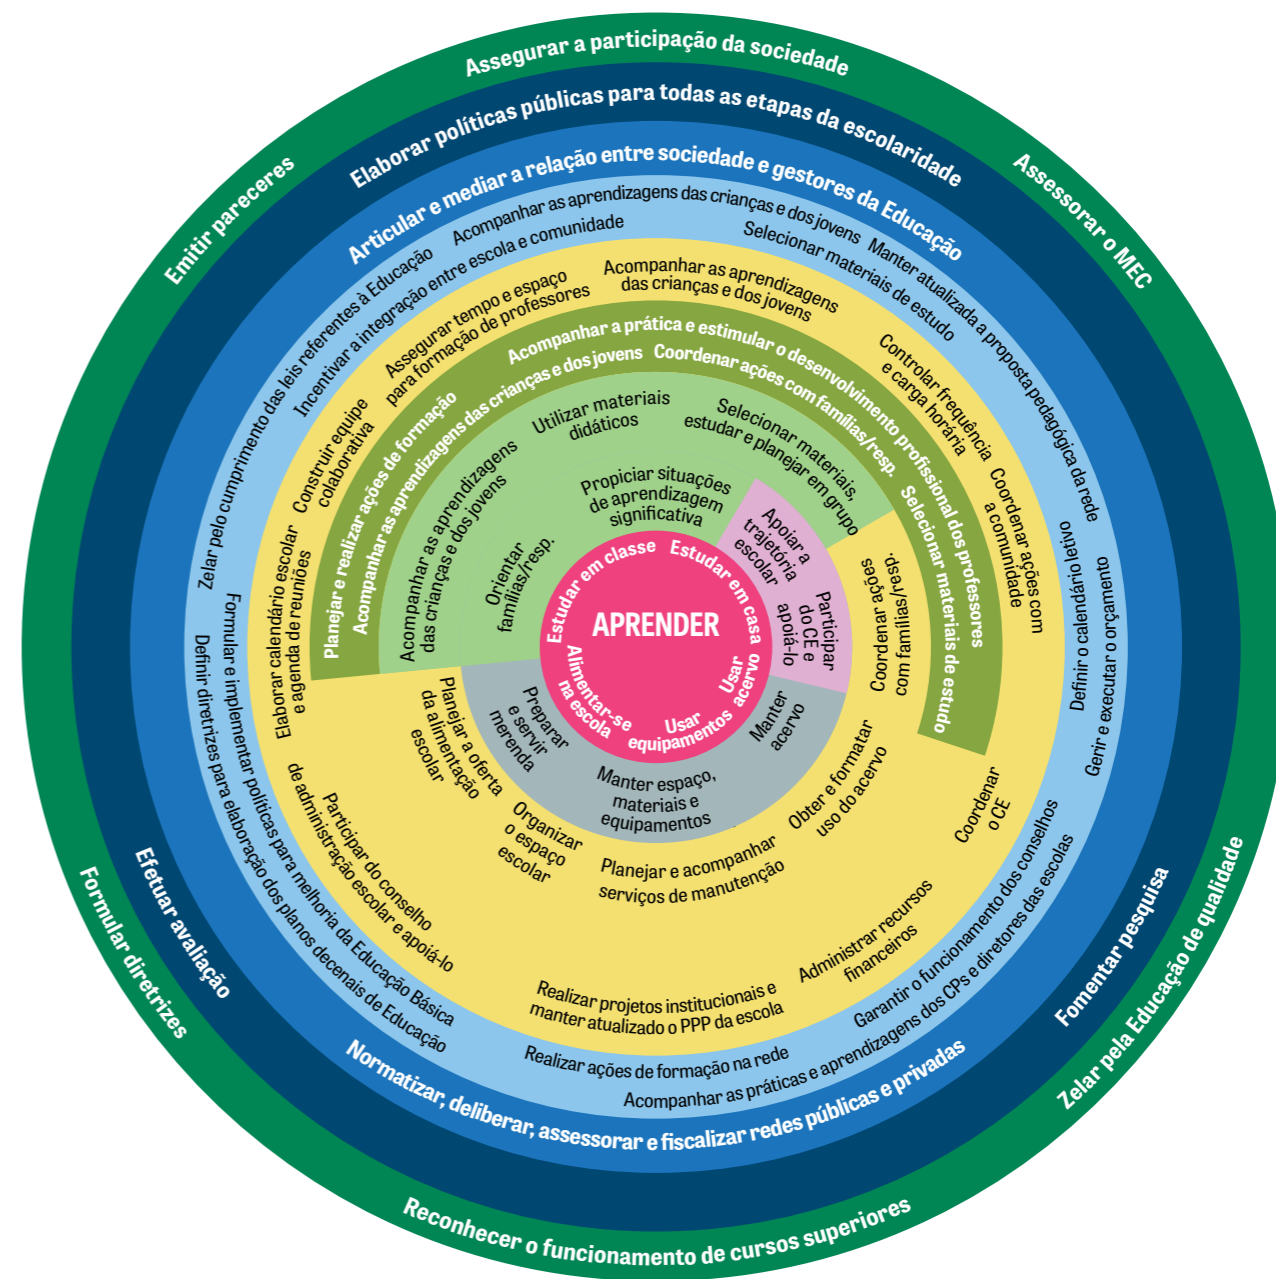 Assegurar a participação da sociedade
Assessorar o MEC
Zelar pela Educação de qualidade
Reconhecer o funcionamento de cursos superiores
Formular diretrizes
Emitir pareceres
Elaborar políticas públicas para todas as etapas da escolaridade
Fomentar pesquisa
Efetuar avaliação
Articular e mediar a relação entre sociedade e gestores da Educação
Normatizar, deliberar, assessorar e fiscalizar redes públicas e privadas
Zelar pelo cumprimento das leis referentes à Educação
Acompanhar as aprendizagens das crianças e dos jovens
Manter atualizada a proposta pedagógica da rede
Incentivar a integração entre escola e comunidade
Selecionar materiais de estudo
Definir o calendário letivo
Gerir e executar o orçamento
Garantir o funcionamento dos conselhos
Acompanhar as práticas e aprendizagens dos CPs e diretores das escolas
Realizar ações de formação na rede
Formular e implementar políticas para melhoria da Educação Básica
Definir diretrizes para elaboração dos planos decenais de Educação
Elaborar calendário escolar
e agenda de reuniões
Construir equipe
colaborativa
Assegurar tempo e espaço
para formação de professores
Acompanhar as aprendizagens
das crianças e dos jovens
Controlar frequência
e carga horária
Coordenar ações com
a comunidade
Coordenar
o CE
Administrar recursos
financeiros
Realizar projetos institucionais e
manter atualizado o PPP da escola
Participar do conselho
de administração escolar e apoiá-lo
Planejar a oferta
da alimentação
escolar
Organizar
o espaço
escolar
Planejar e acompanhar
serviços de manutenção
Obter e formatar
uso do acervo
Coordenar ações
com famílias/resp.
Planejar e realizar ações de formação
Acompanhar a prática e estimular o desenvolvimento profissional dos professores
Acompanhar as aprendizagens das crianças e dos jovens
Coordenar ações com famílias/resp.
Selecionar materiais de estudo
Acompanhar as aprendizagens
das crianças e dos jovens
Utilizar materiais
didáticos
Selecionar materiais,
estudar e planejar em grupo
Orientar
famílias/resp.
Propiciar situações
de aprendizagem
significativa
Apoiar a
trajetória
escolar
Participar
do CE e
apoiá-lo
Manter
acervo
Manter espaço,
materiais e
equipamentos
Preparar
e servir
merenda
Estudar em classe
Estudar em casa
Usar
acervo
Usar
equipamentos
Alimentar-se
na escola
APRENDER